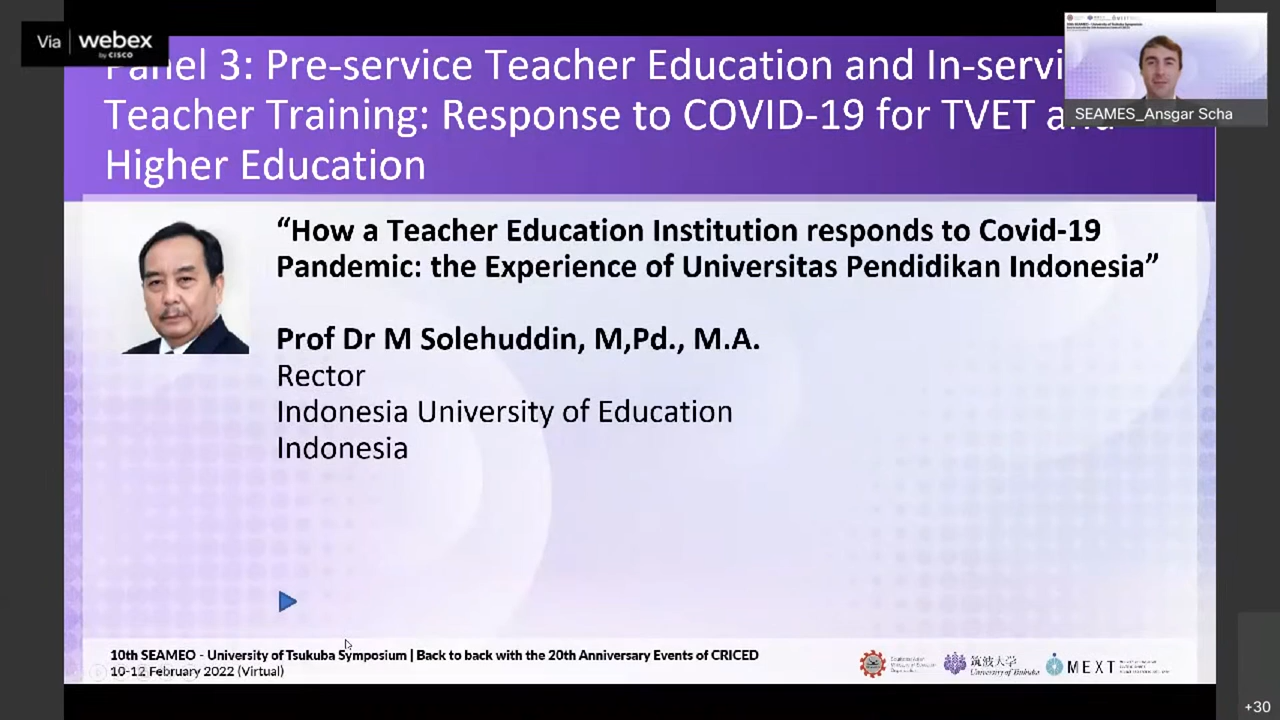 Via webex
by CISCO
Panel 3: Pre-service Teacher Education and In-servi
Teacher Training: Response to COVID-19 for TVET and
Higher Education
SEAMES_Ansgar Scha
“How a Teacher Education Institution responds to Covid-19
Pandemic: the Experience of Universitas Pendidikan Indonesia”
Prof Dr M Solehuddin, M,Pd., M.A.
Rector
Indonesia University of Education
Indonesia
10th SEAMEO - University of Tsukuba Symposium | Back to back with the 20th Anniversary Events of CRICED
10-12 February 2022 (Virtual)
筑波大学
University of Tsukuba
MEXT
+30